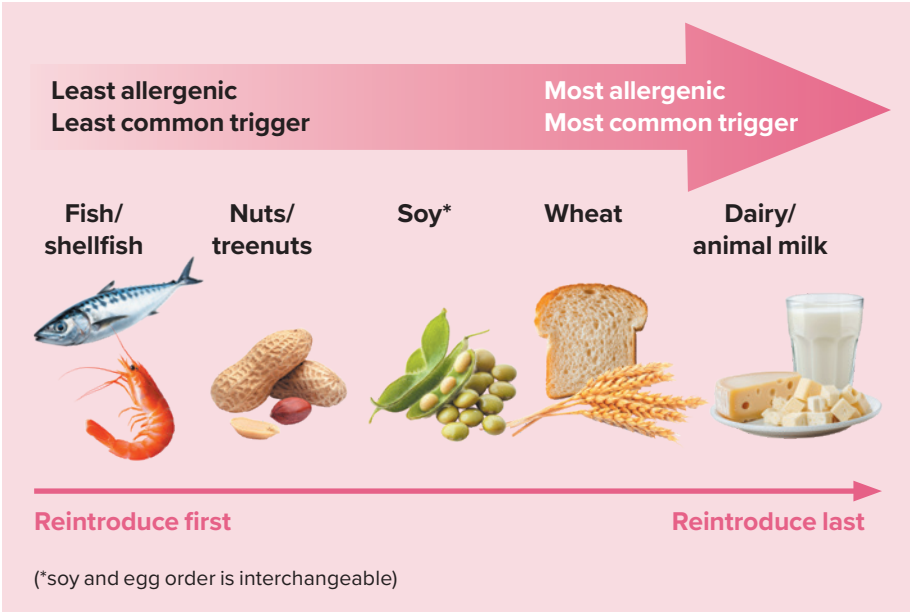 Least allergenic
Least common trigger
Most allergenic
Most common trigger
Fish/
shellfish
Nuts/
treenuts
Soy*
Wheat
Dairy/
animal milk
Reintroduce first
Reintroduce last
(*soy and egg order is interchangeable)